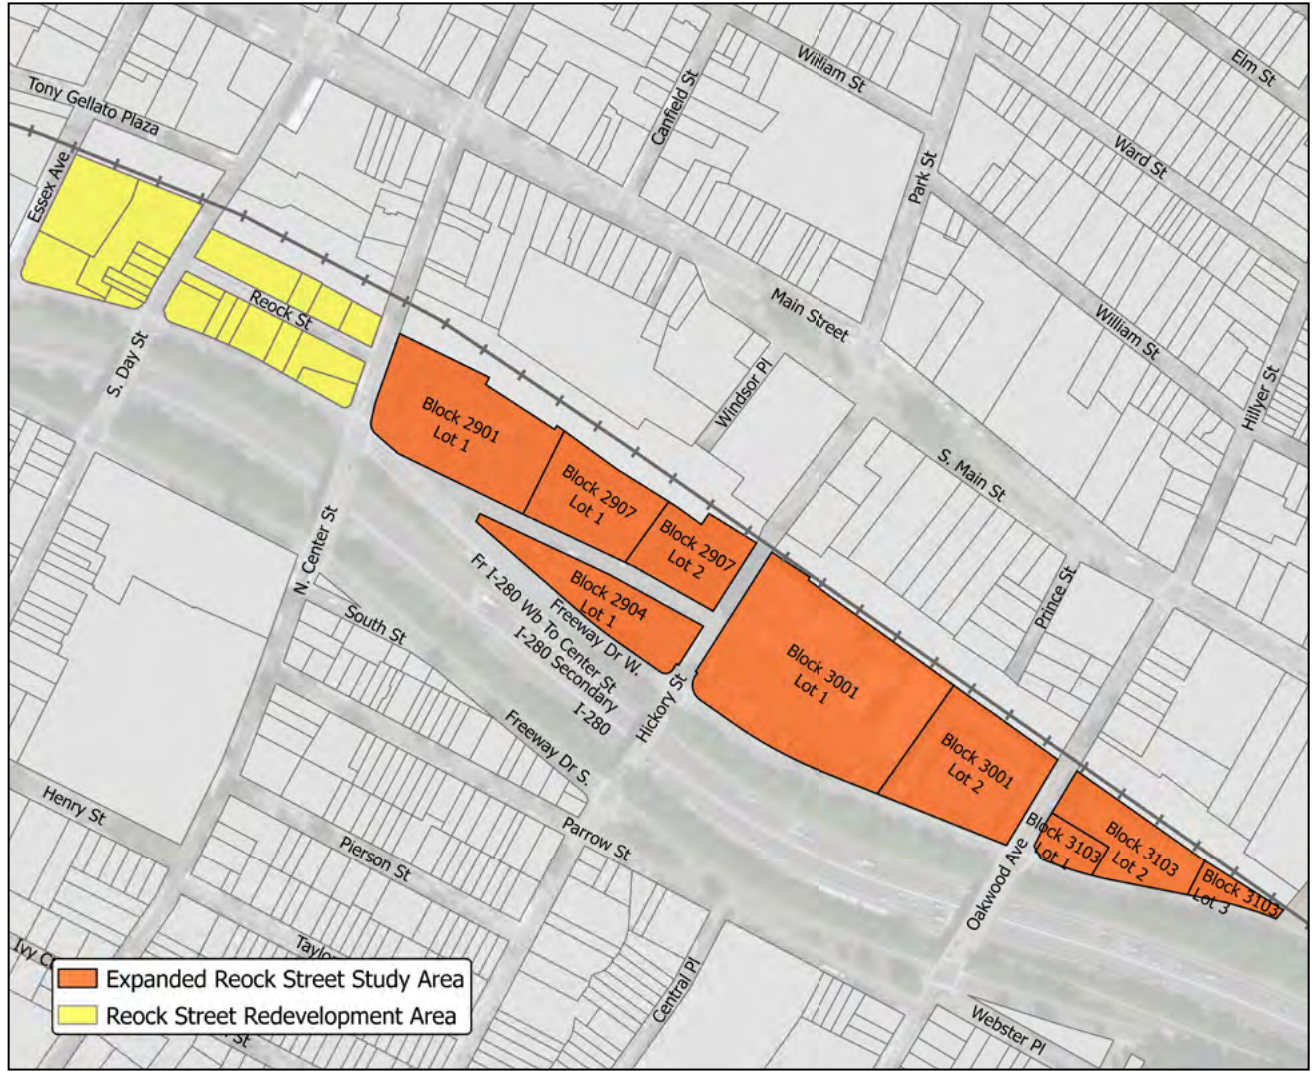 William St
Elm St
Canfield St
Tony Gellato Plaza
Ward St
Park St
Essex Ave
Reock St
Main Street
William St
S. Day St
Windsor Pl
Hillyer St
Block 2901
Lot 1
S. Main St
Block 2907
Lot 1
Block 2907
Lot 2
N. Center St
Block 2904
Lot 1
Prince St
Fr I-280 Wb To Center St
Freeway Dr W.
I-280 Secondary
I-280
South St
Block 3001
Lot 1
Hickory St
Freeway Dr S.
Block 3001
Lot 2
Henry St
Parrow St
Pierson St
Block 3103
Lot 1
Block 3103
Lot 2
Block 3103
Lot 3
Oakwood Ave
Ivy C
Taylo
Central Pl
Webster Pl
Expanded Reock Street Study Area
Reock Street Redevelopment Area
St